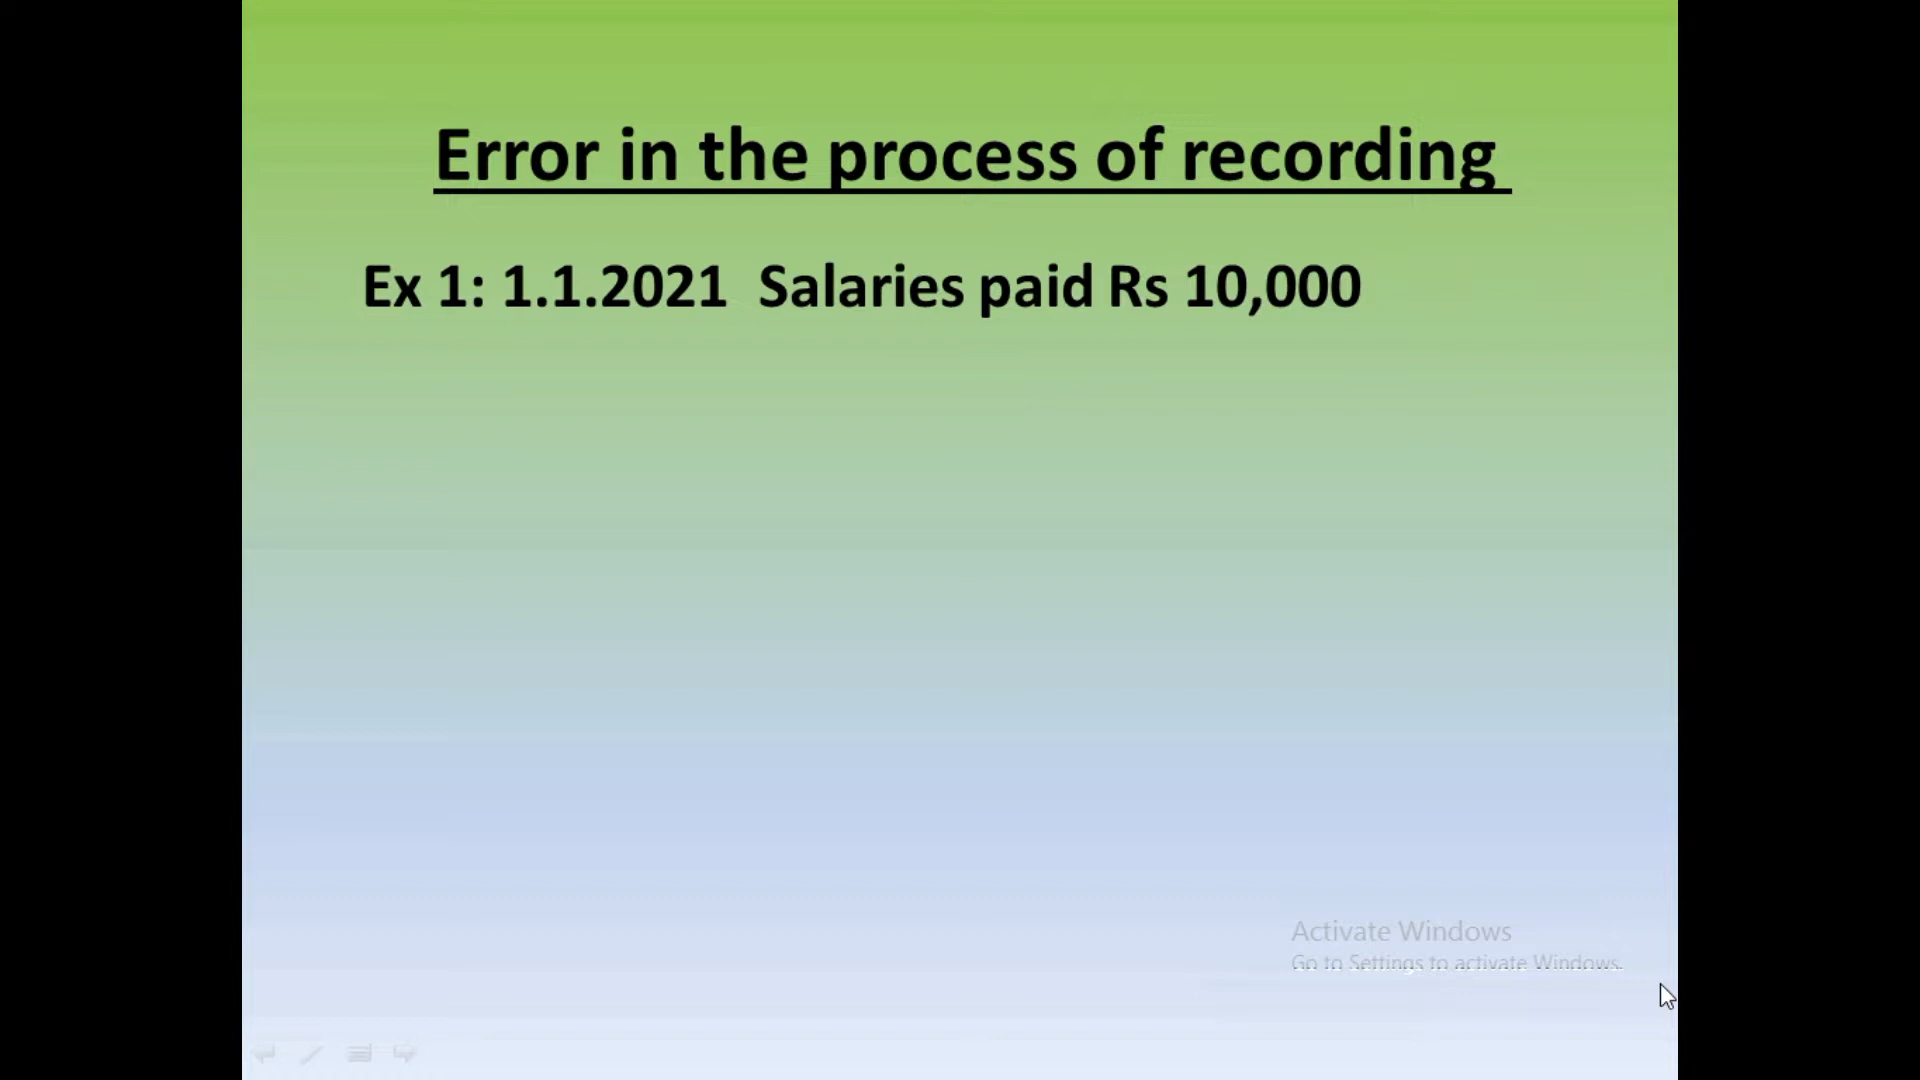 Error in the process of recording
Ex 1: 1.1.2021 Salaries paid Rs 10,000
Activate Windows
Go to Settings to activate Windows.